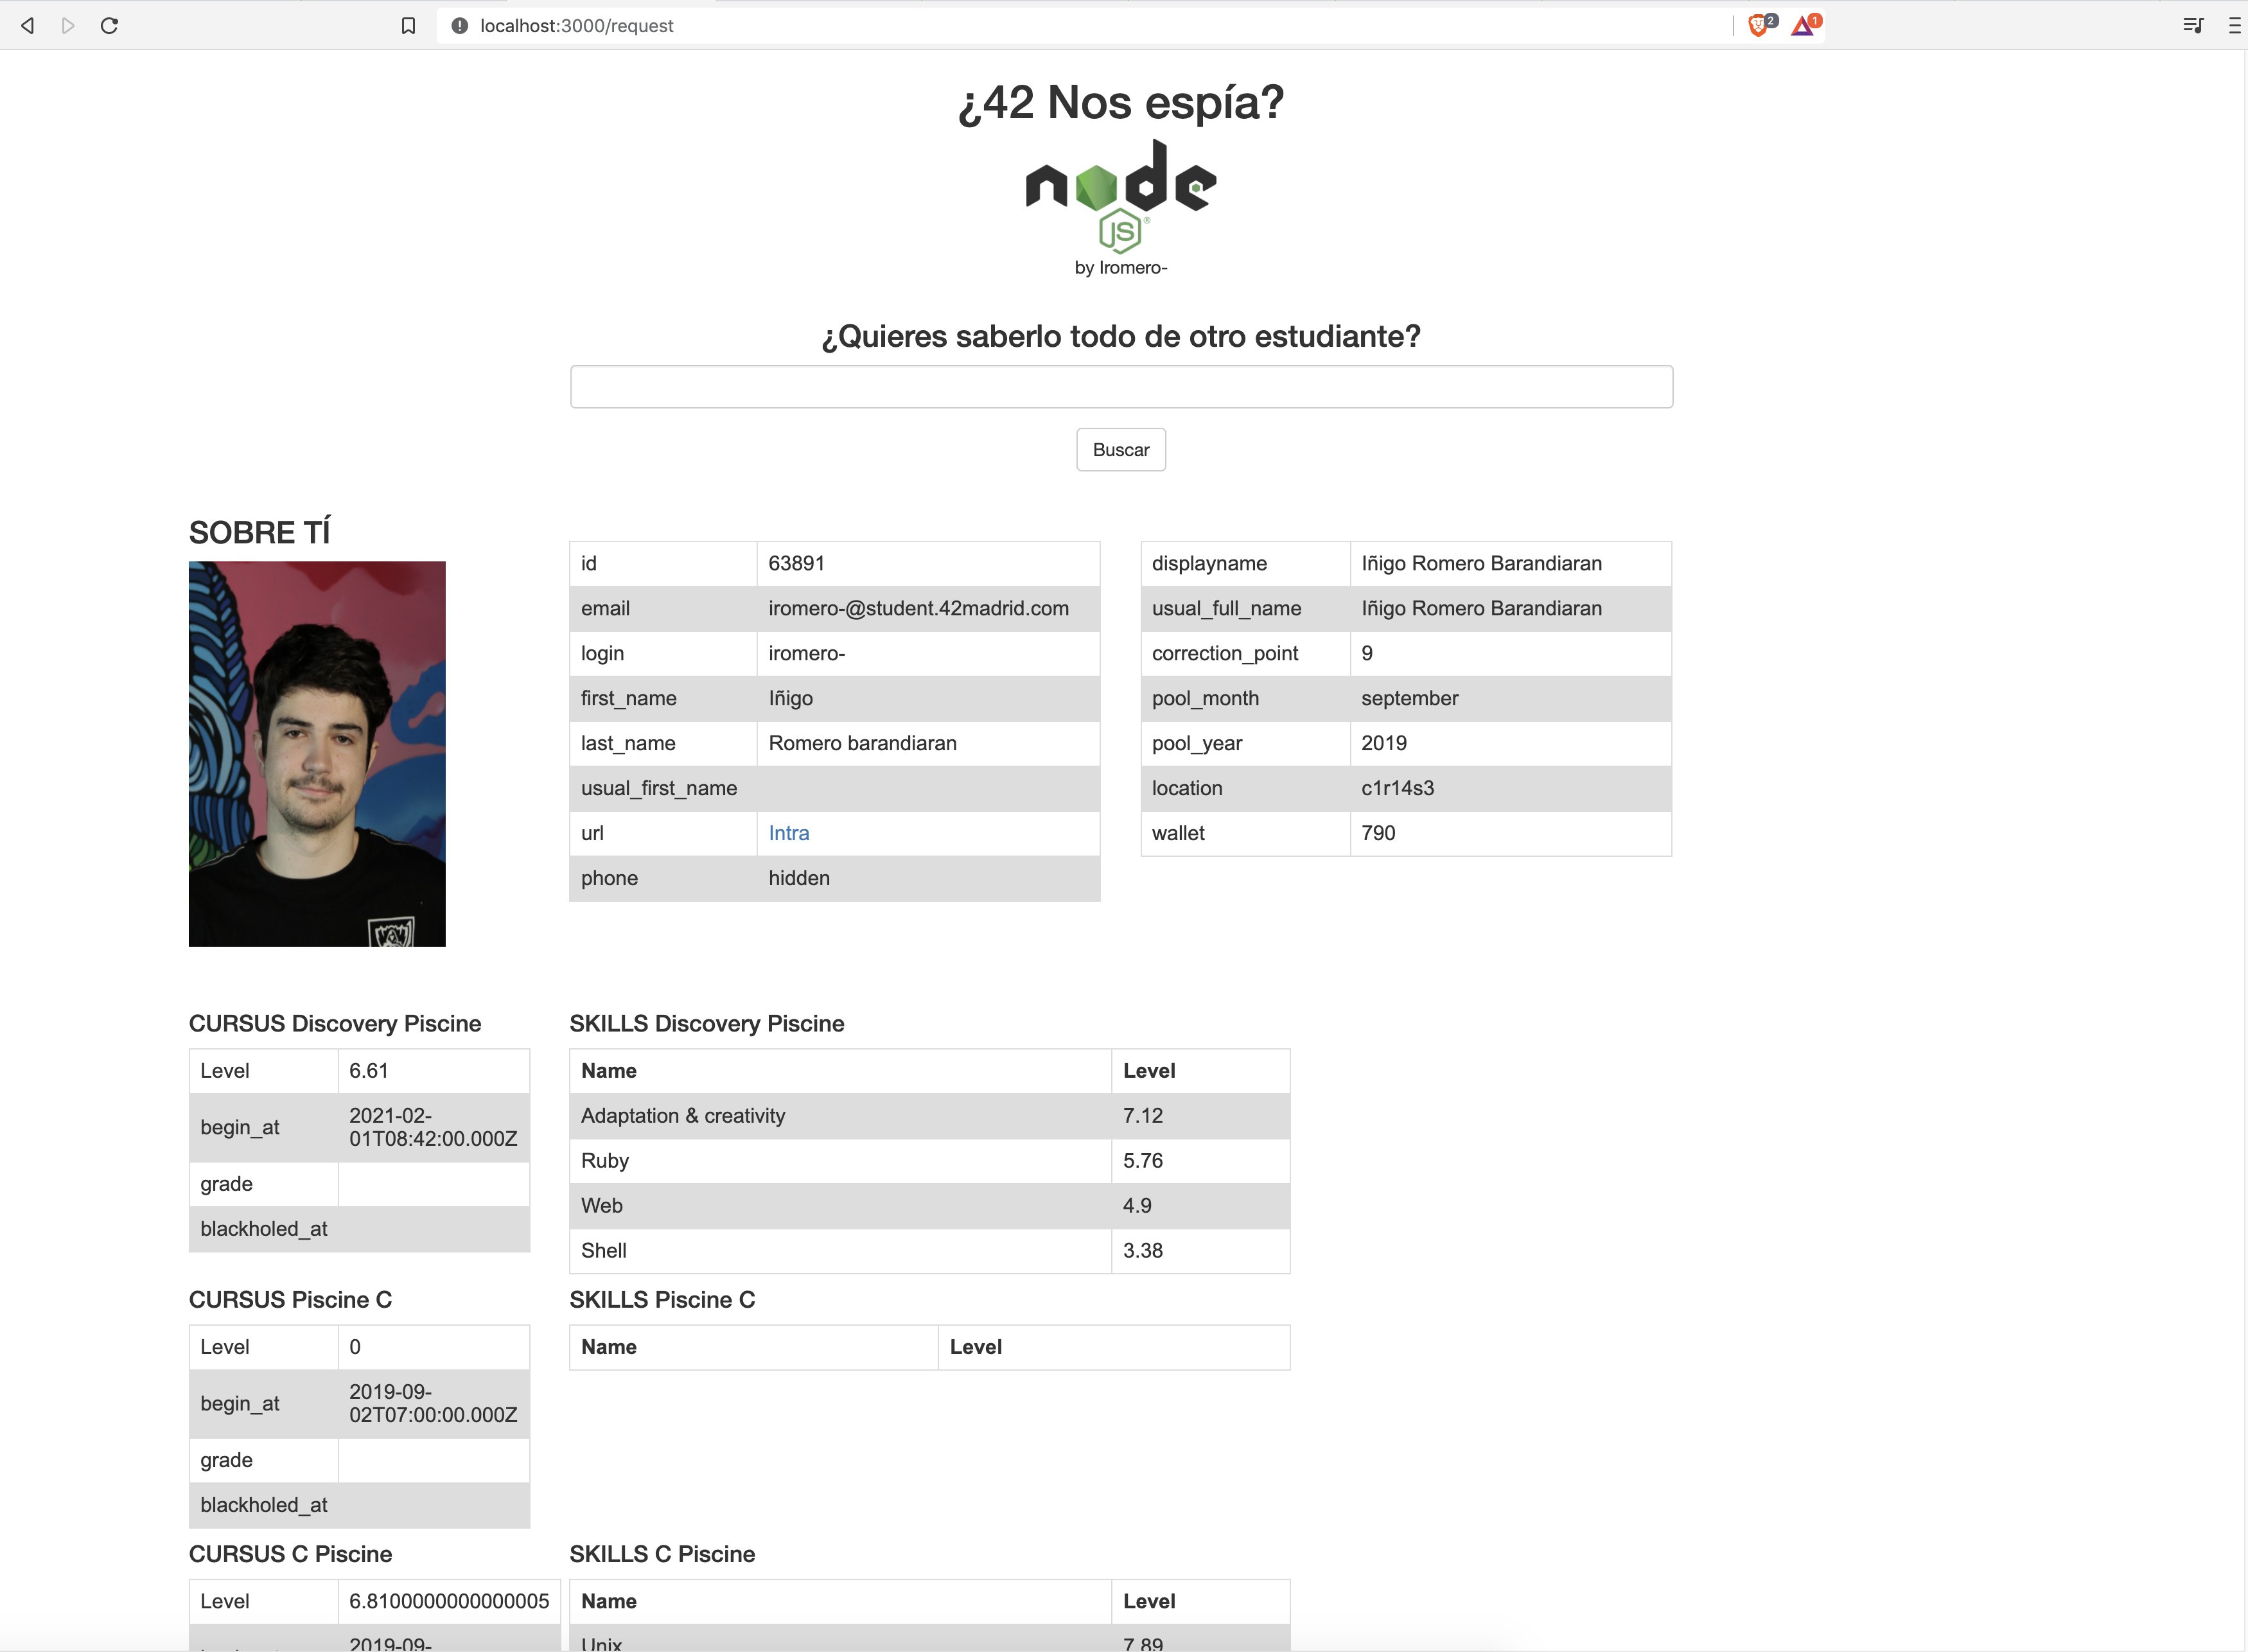 localhost:3000/request
2
1
¿42 Nos espía?
node
JS
®
by Iromero-
¿Quieres saberlo todo de otro estudiante?
Buscar
SOBRE TÍ
id 63891
email iromero-@student.42madrid.com
login iromero-
first_name Iñigo
last_name Romero barandiaran
usual_first_name
url Intra
phone hidden
displayname Iñigo Romero Barandiaran
usual_full_name Iñigo Romero Barandiaran
correction_point 9
pool_month september
pool_year 2019
location c1r14s3
wallet 790
CURSUS Discovery Piscine
Level 6.61
begin_at 2021-02-
01T08:42:00.000Z
grade
blackholed_at
SKILLS Discovery Piscine
Name Level
Adaptation & creativity 7.12
Ruby 5.76
Web 4.9
Shell 3.38
CURSUS Piscine C
Level 0
begin_at 2019-09-
02T07:00:00.000Z
grade
blackholed_at
SKILLS Piscine C
Name Level
CURSUS C Piscine
Level 6.8100000000000005
2019-09-
SKILLS C Piscine
Name Level
Unix 7.89